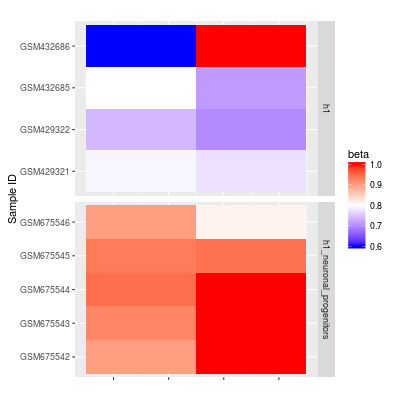 Sample ID
GSM432686
GSM432685
GSM429322
GSM429321
h1
GSM675546
GSM675545
GSM675544
GSM675543
GSM675542
h1_neuronal_progenitors
beta
1.0
0.9
0.8
0.7
0.6